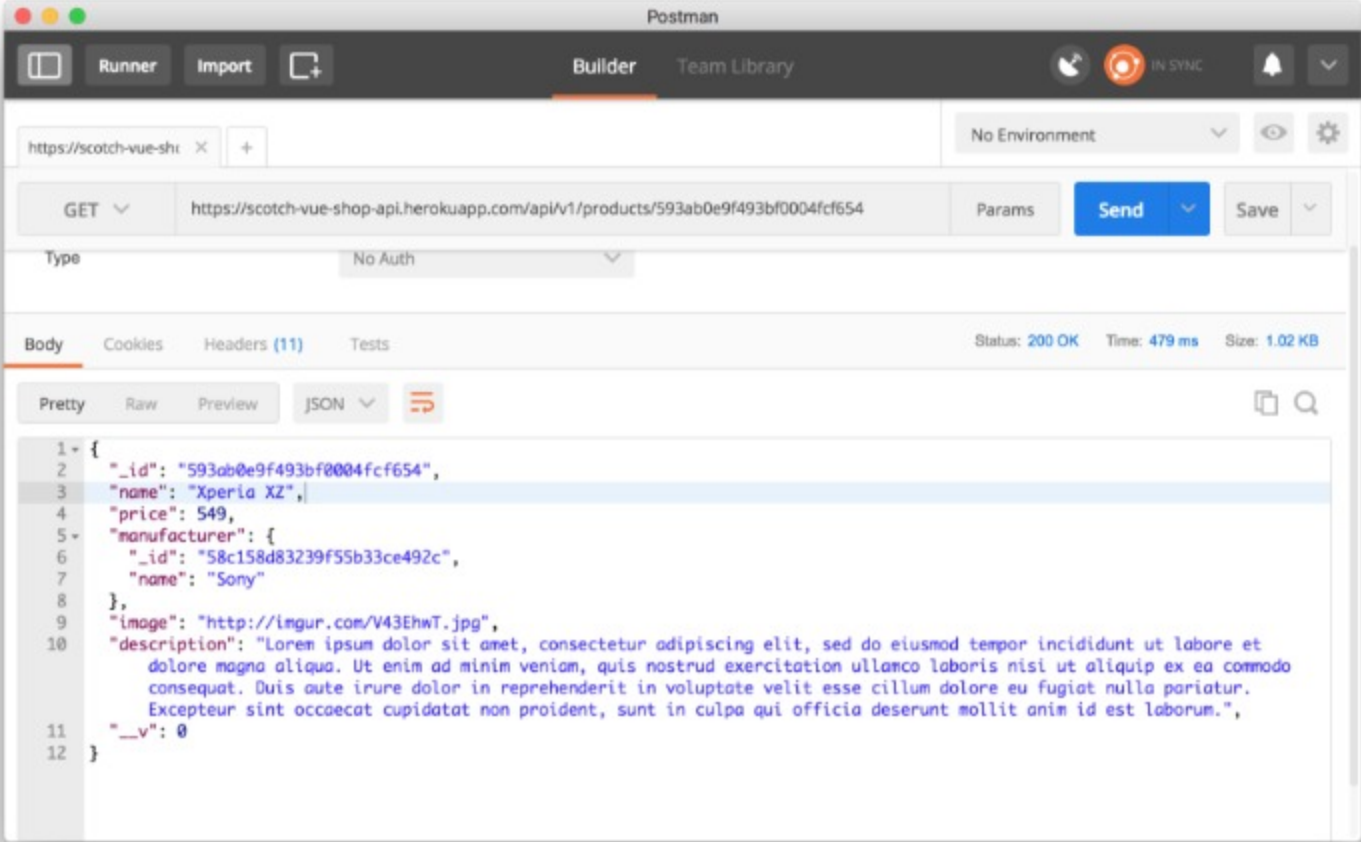 Postman
Runner Import Builder Team Library IN SYNC
https://scotch-vue-sho × + No Environment
GET https://scotch-vue-shop-api.herokuapp.com/api/v1/products/593ab0e9f493bf0004fcf654 Params Send Save
Type No Auth
Body Cookies Headers (11) Tests Status: 200 OK Time: 479 ms Size: 1.02 KB
Pretty Raw Preview JSON
1 {
2 "_id": "593ab0e9f493bf0004fcf654",
3 "name": "Xperia XZ",
4 "price": 549,
5 "manufacturer": {
6 "_id": "58c158d83239f55b33ce492c",
7 "name": "Sony"
8 },
9 "image": "http://imgur.com/V43EhwT.jpg",
10 "description": "Lorem ipsum dolor sit amet, consectetur adipiscing elit, sed do eiusmod tempor incididunt ut labore et
dolore magna aliqua. Ut enim ad minim veniam, quis nostrud exercitation ullamco laboris nisi ut aliquip ex ea commodo
consequat. Duis aute irure dolor in reprehenderit in voluptate velit esse cillum dolore eu fugiat nulla pariatur.
Excepteur sint occaecat cupidatat non proident, sunt in culpa qui officia deserunt mollit anim id est laborum.",
11 "__v": 0
12 }